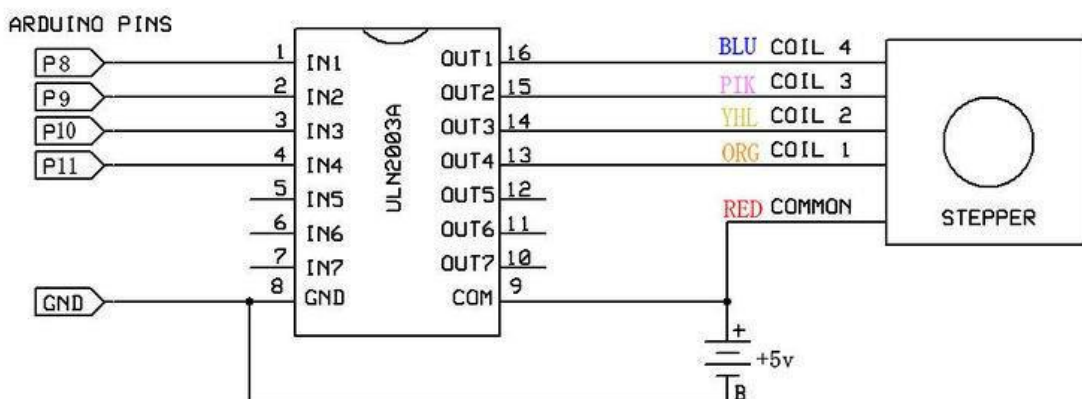 ARDUINO PINS
P8
P9
P10
P11
GND
1
2
3
4
5
6
7
8
IN1
IN2
IN3
IN4
IN5
IN6
IN7
GND
ULN2003A
OUT1
OUT2
OUT3
OUT4
OUT5
OUT6
OUT7
COM
16
15
14
13
12
11
10
9
BLU COIL 4
PIK COIL 3
YHL COIL 2
ORG COIL 1
RED COMMON
STEPPER
+
+5v
B